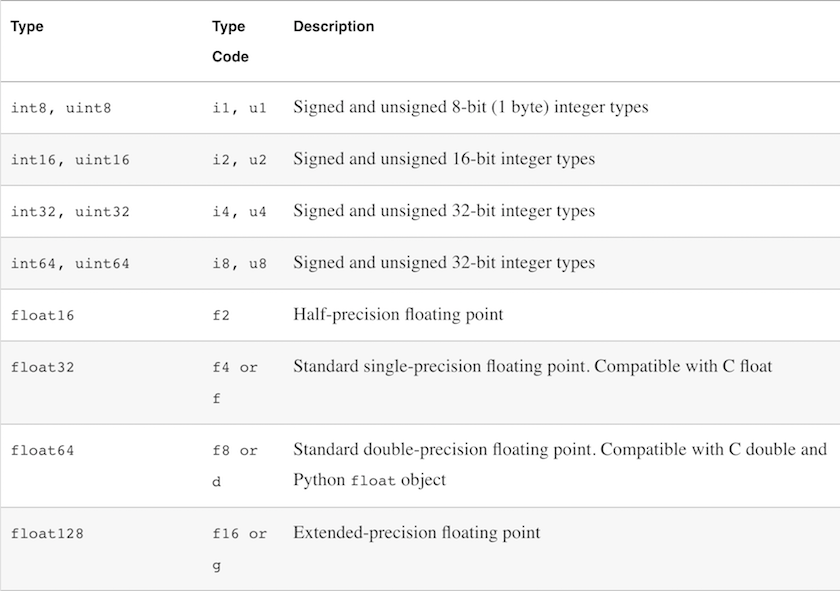 Type Type Description
Code
int8, uint8 i1, u1 Signed and unsigned 8-bit (1 byte) integer types
int16, uint16 i2, u2 Signed and unsigned 16-bit integer types
int32, uint32 i4, u4 Signed and unsigned 32-bit integer types
int64, uint64 i8, u8 Signed and unsigned 32-bit integer types
float16 f2 Half-precision floating point
float32 f4 or Standard single-precision floating point. Compatible with C float
f
float64 f8 or Standard double-precision floating point. Compatible with C double and
d Python float object
float128 f16 or Extended-precision floating point
g